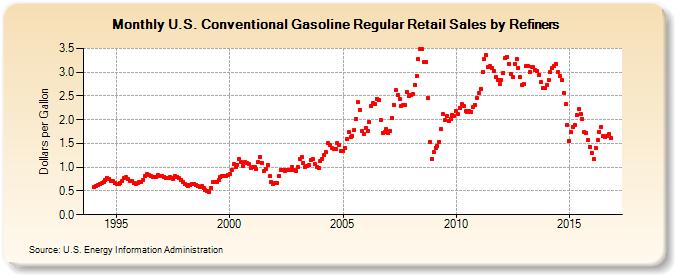 Monthly U.S. Conventional Gasoline Regular Retail Sales by Refiners
Dollars per Gallon
3.5
3.0
2.5
2.0
1.5
1.0
0.5
0.0
1995 2000 2005 2010 2015
Source: U.S. Energy Information Administration